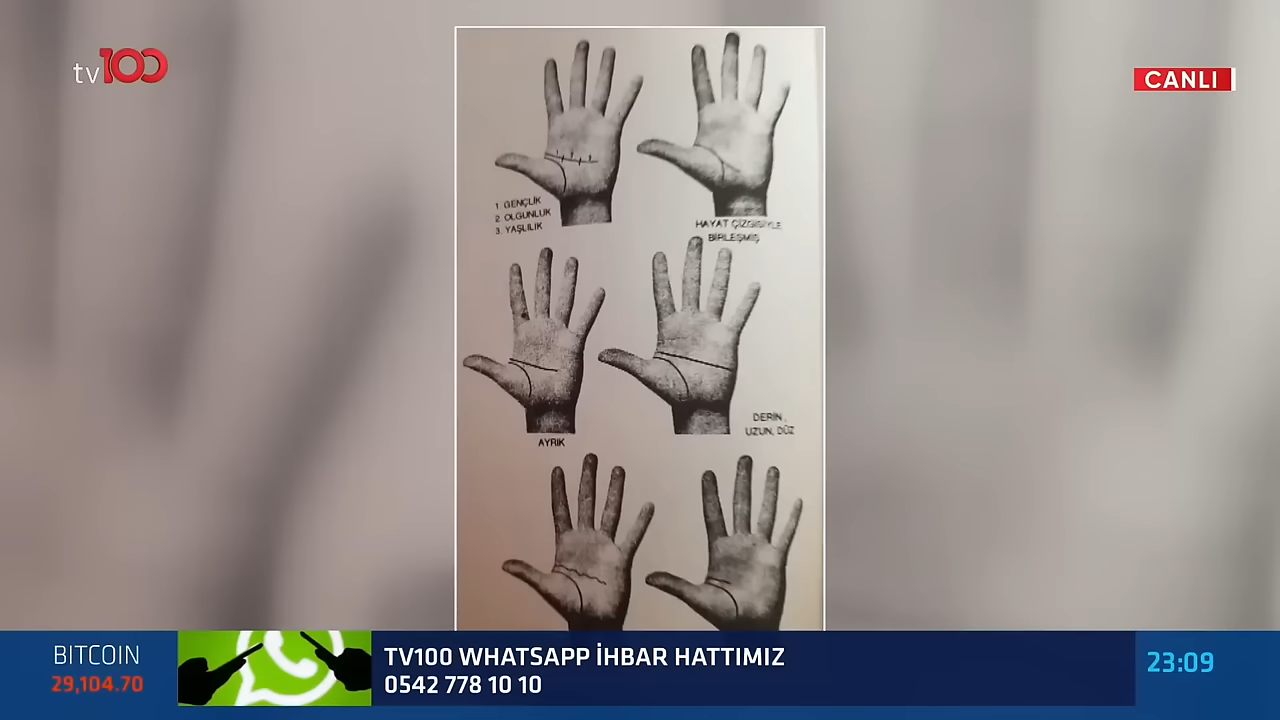 tv100
CANLI
1. GENÇLİK
2. OLGUNLUK
3. YAŞLILIK
HAYAT ÇİZGİSİYLE
BİRLEŞMİŞ
AYRIK
DERİN,
UZUN, DÜZ
BITCOIN
29,104.70
TV100 WHATSAPP İHBAR HATTIMIZ
0542 778 10 10
23:09